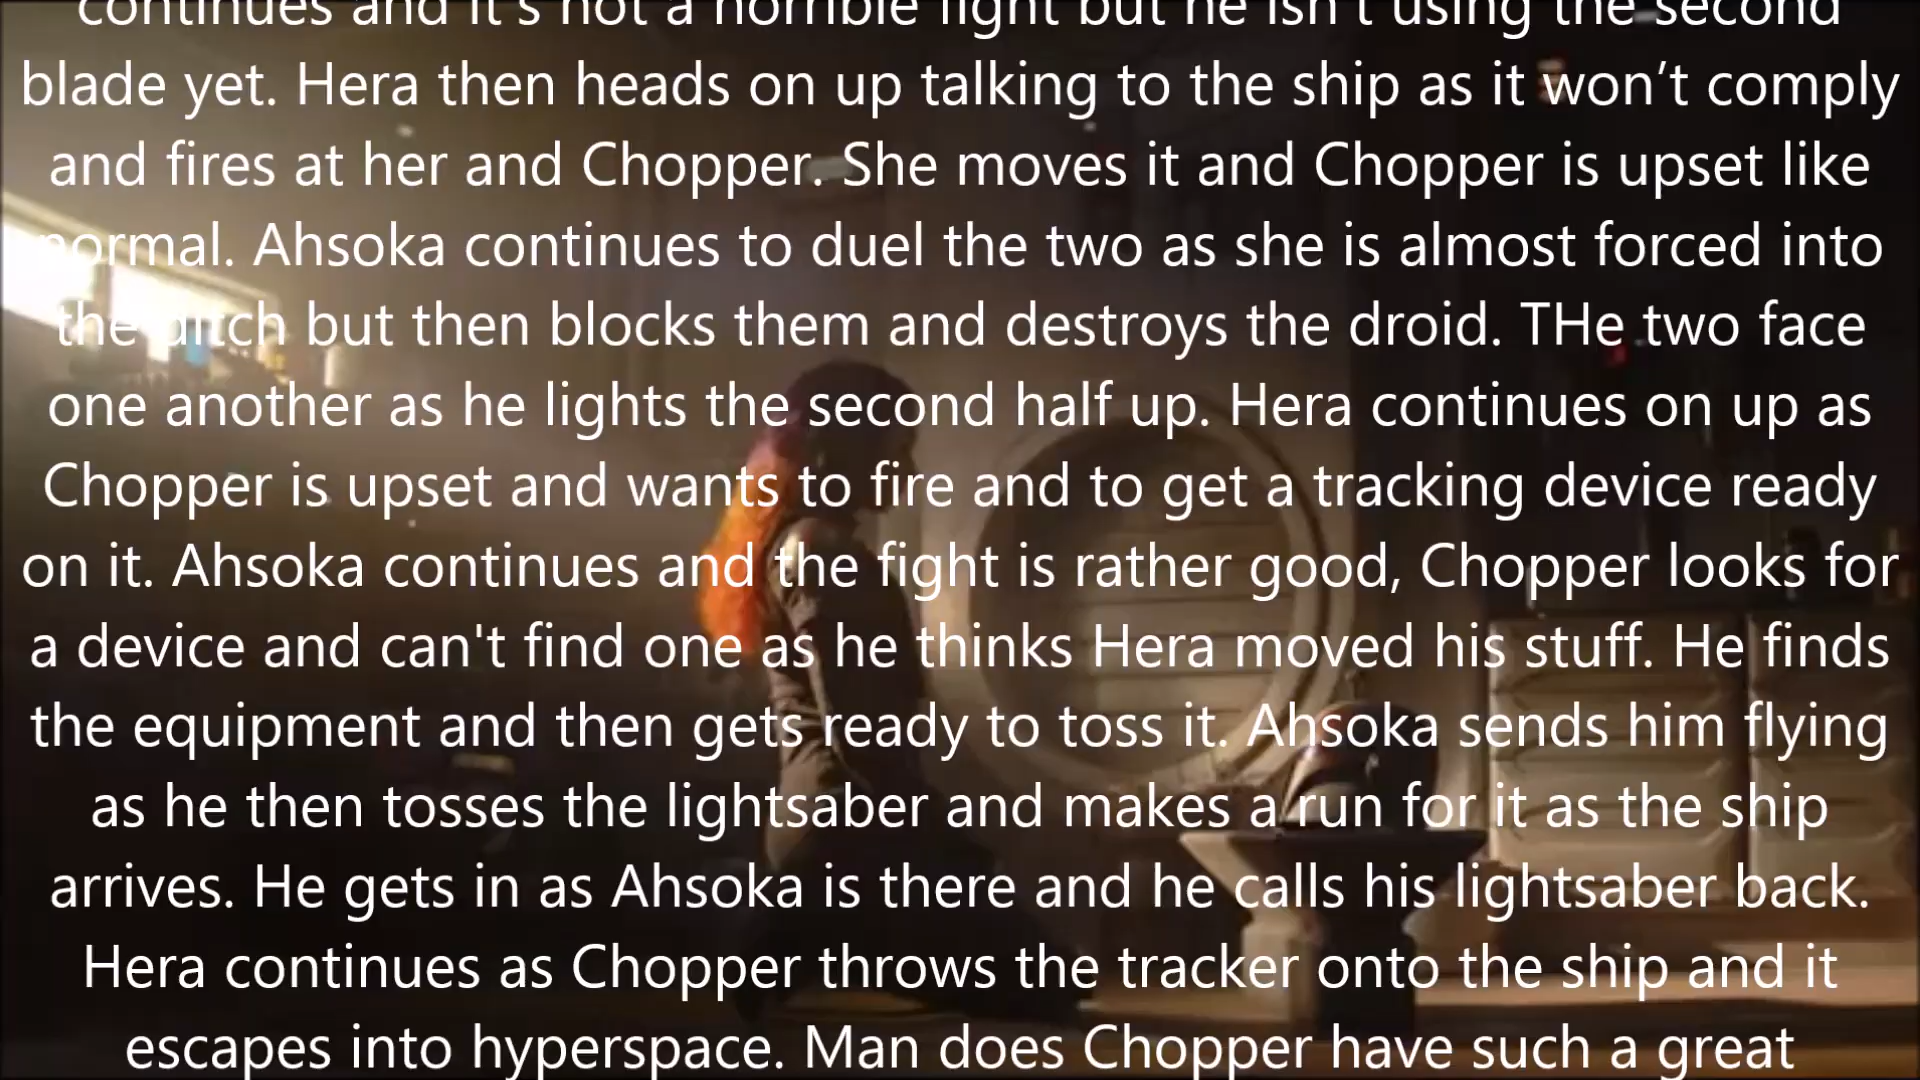 continues and it's not a horrible fight but he isn't using the second
blade yet. Hera then heads on up talking to the ship as it won’t comply
and fires at her and Chopper. She moves it and Chopper is upset like
normal. Ahsoka continues to duel the two as she is almost forced into
the ditch but then blocks them and destroys the droid. THe two face
one another as he lights the second half up. Hera continues on up as
Chopper is upset and wants to fire and to get a tracking device ready
on it. Ahsoka continues and the fight is rather good, Chopper looks for
a device and can't find one as he thinks Hera moved his stuff. He finds
the equipment and then gets ready to toss it. Ahsoka sends him flying
as he then tosses the lightsaber and makes a run for it as the ship
arrives. He gets in as Ahsoka is there and he calls his lightsaber back.
Hera continues as Chopper throws the tracker onto the ship and it
escapes into hyperspace. Man does Chopper have such a great